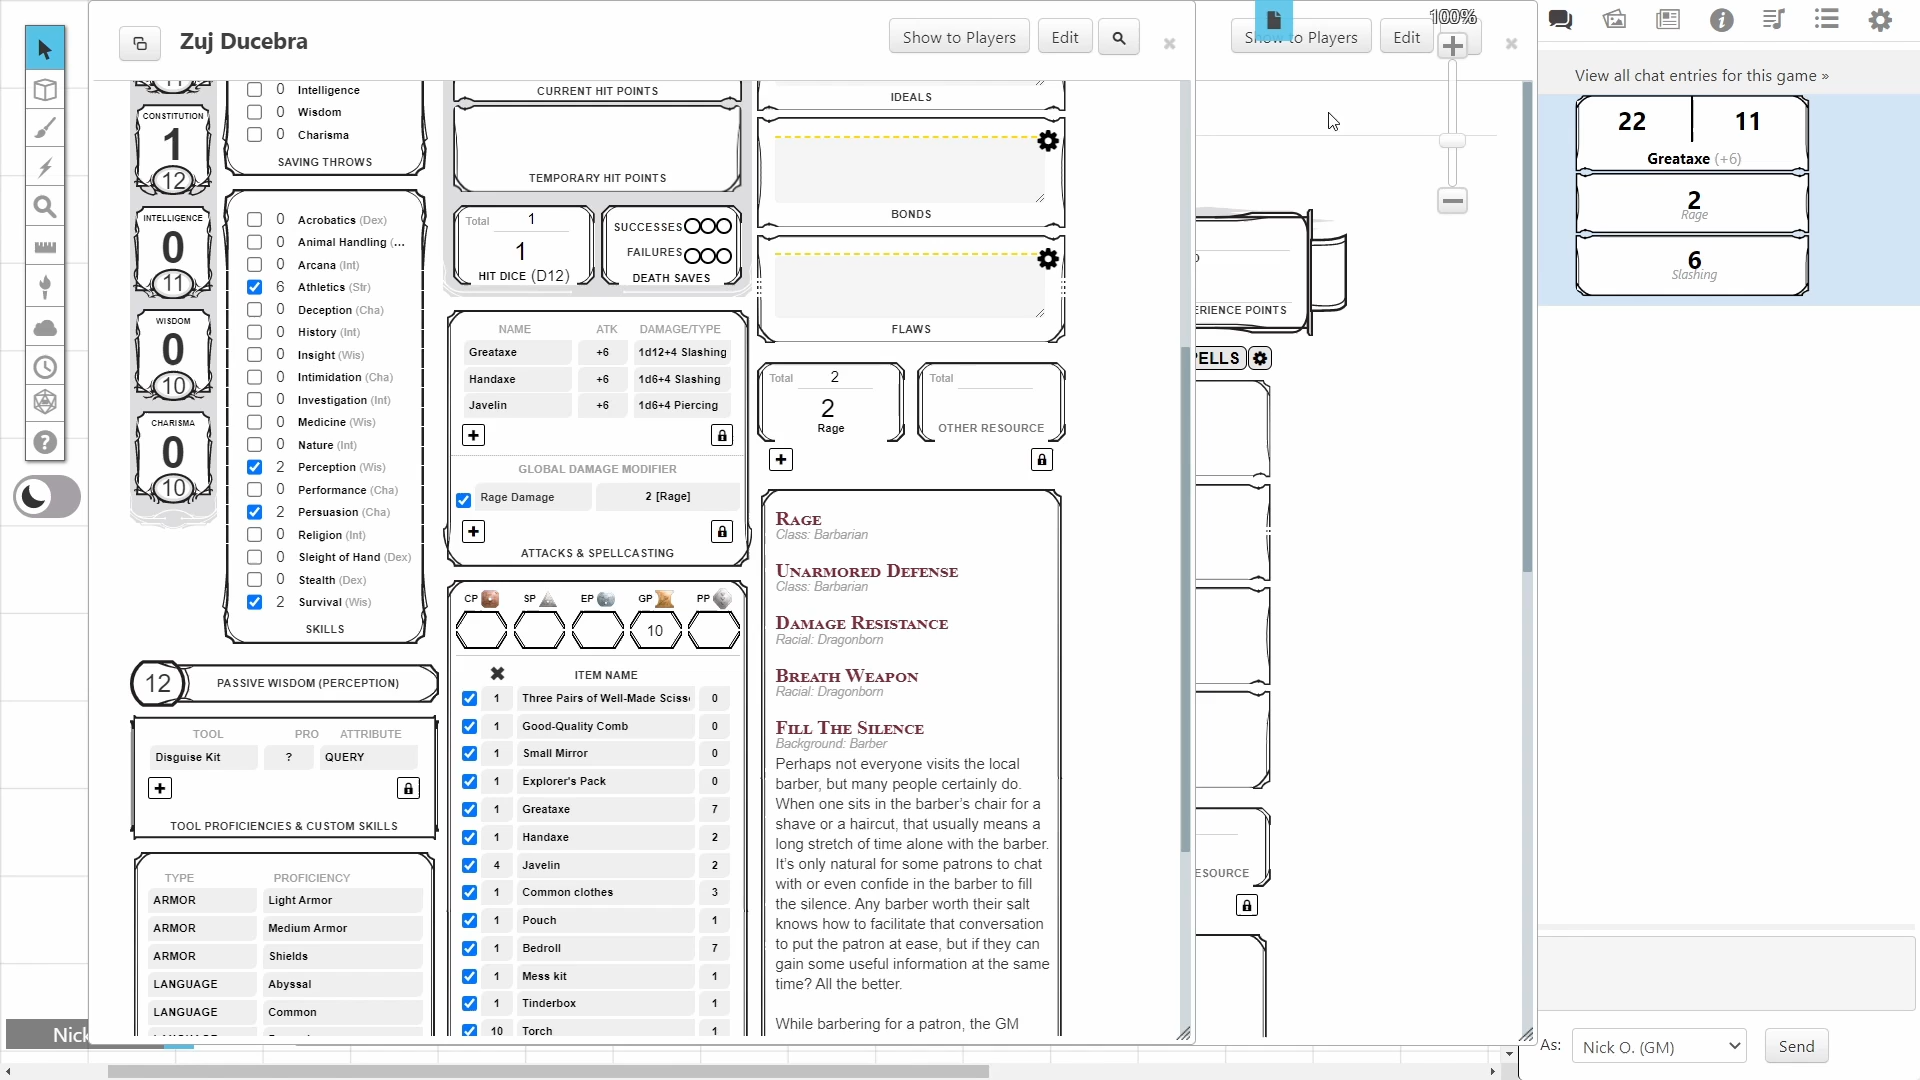 Zuj Ducebra
Show to Players
Edit
Show to Players
Edit
100%
View all chat entries for this game »
22
11
Greataxe (+6)
2
Rage
6
Slashing
CONSTITUTION
1
12
INTELLIGENCE
0
11
WISDOM
0
10
CHARISMA
0
10
0 Intelligence
0 Wisdom
0 Charisma
SAVING THROWS
0 Acrobatics (Dex)
0 Animal Handling (...
0 Arcana (Int)
6 Athletics (Str)
0 Deception (Cha)
0 History (Int)
0 Insight (Wis)
0 Intimidation (Cha)
0 Investigation (Int)
0 Medicine (Wis)
0 Nature (Int)
2 Perception (Wis)
0 Performance (Cha)
2 Persuasion (Cha)
0 Religion (Int)
0 Sleight of Hand (Dex)
0 Stealth (Dex)
2 Survival (Wis)
SKILLS
12 PASSIVE WISDOM (PERCEPTION)
TOOL PRO ATTRIBUTE
Disguise Kit ? QUERY
TOOL PROFICIENCIES & CUSTOM SKILLS
TYPE PROFICIENCY
ARMOR Light Armor
ARMOR Medium Armor
ARMOR Shields
LANGUAGE Abyssal
LANGUAGE Common
CURRENT HIT POINTS
TEMPORARY HIT POINTS
Total 1
1
HIT DICE (D12)
SUCCESSES
FAILURES
DEATH SAVES
NAME ATK DAMAGE/TYPE
Greataxe +6 1d12+4 Slashing
Handaxe +6 1d6+4 Slashing
Javelin +6 1d6+4 Piercing
GLOBAL DAMAGE MODIFIER
Rage Damage 2 [Rage]
ATTACKS & SPELLCASTING
CP SP EP GP PP
10
ITEM NAME
1 Three Pairs of Well-Made Sciss 0
1 Good-Quality Comb 0
1 Small Mirror 0
1 Explorer's Pack 0
1 Greataxe 7
1 Handaxe 2
4 Javelin 2
1 Common clothes 3
1 Pouch 1
1 Bedroll 7
1 Mess kit 1
1 Tinderbox 1
10 Torch 1
IDEALS
BONDS
FLAWS
Total 2
2
Rage
Total
OTHER RESOURCE
RAGE
Class: Barbarian
UNARMORED DEFENSE
Class: Barbarian
DAMAGE RESISTANCE
Racial: Dragonborn
BREATH WEAPON
Racial: Dragonborn
FILL THE SILENCE
Background: Barber
Perhaps not everyone visits the local
barber, but many people certainly do.
When one sits in the barber's chair for a
shave or a haircut, that usually means a
long stretch of time alone with the barber.
It's only natural for some patrons to chat
with or even confide in the barber to fill
the silence. Any barber worth their salt
knows how to facilitate that conversation
to put the patron at ease, but if they can
gain some useful information at the same
time? All the better.
While barbering for a patron, the GM
ERIENCE POINTS
ELLS
ESOURCE
Nick
As: Nick O. (GM)
Send